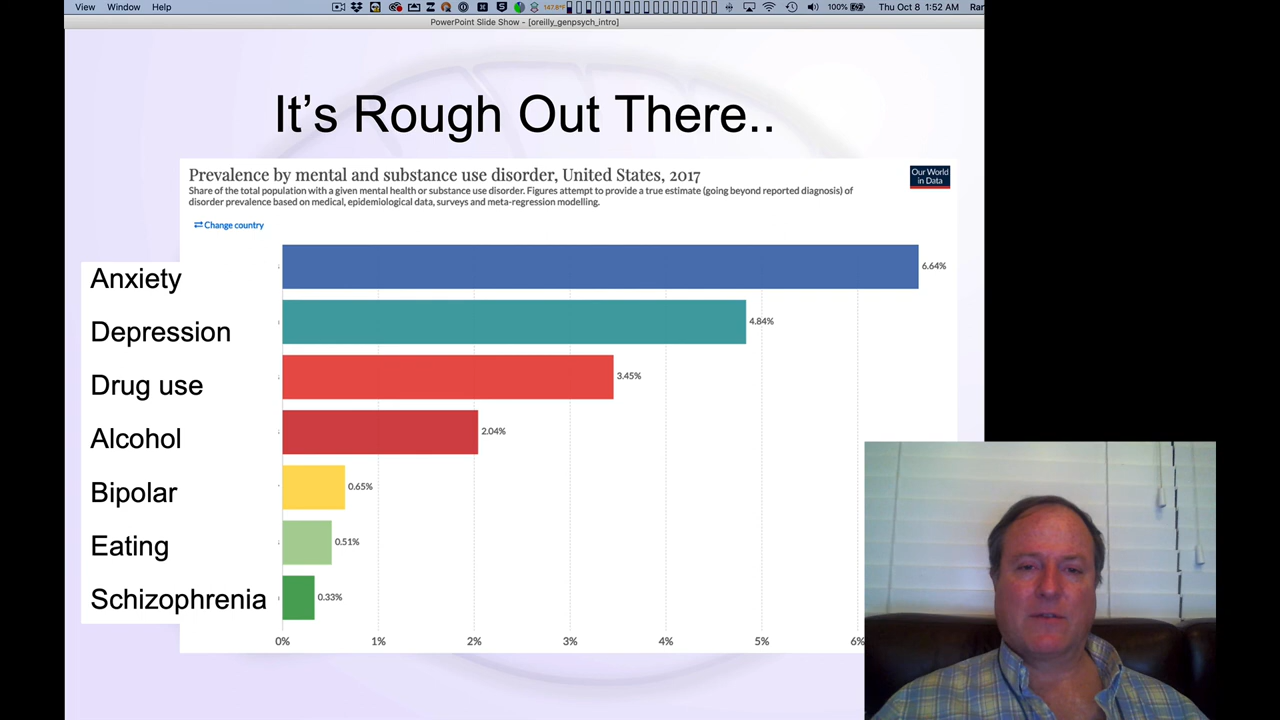 View Window Help 147.8°F 100% Thu Oct 8 1:52 AM Ran
PowerPoint Slide Show - [oreilly_genpsych_intro]
It's Rough Out There..
Prevalence by mental and substance use disorder, United States, 2017
Our World
in Data
Share of the total population with a given mental health or substance use disorder. Figures attempt to provide a true estimate (going beyond reported diagnosis) of
disorder prevalence based on medical, epidemiological data, surveys and meta-regression modelling.
Change country
Anxiety 6.64%
Depression 4.84%
Drug use 3.45%
Alcohol 2.04%
Bipolar 0.65%
Eating 0.51%
Schizophrenia 0.33%
0% 1% 2% 3% 4% 5% 6%